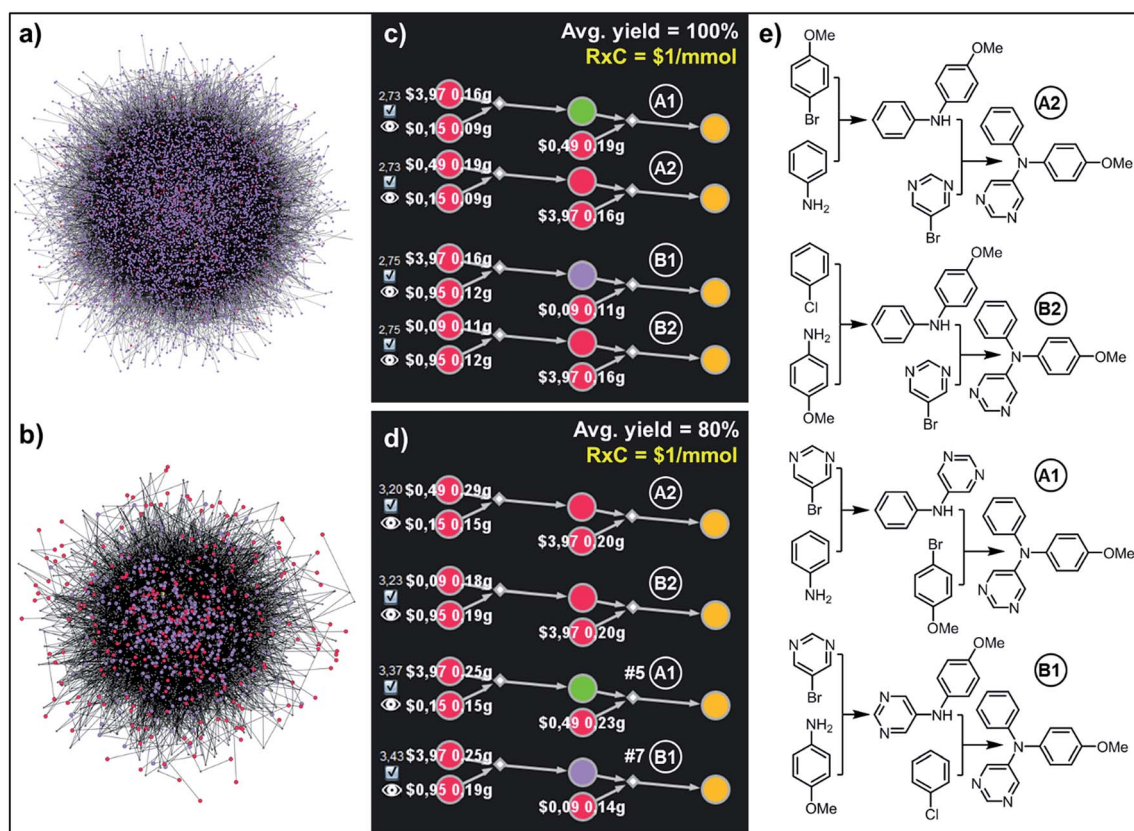 a)
b)
c)
Avg. yield = 100%
RxC = $1/mmol
2,73
$3,97 0,16g
$0,15 0,09g
$0,49 0,19g
A1
2,73
$0,49 0,19g
$0,15 0,09g
$3,97 0,16g
A2
2,75
$3,97 0,16g
$0,95 0,12g
$0,09 0,11g
B1
2,75
$0,09 0,11g
$0,95 0,12g
$3,97 0,16g
B2
d)
Avg. yield = 80%
RxC = $1/mmol
3,20
$0,49 0,29g
$0,15 0,15g
$3,97 0,20g
A2
3,23
$0,09 0,18g
$0,95 0,19g
$3,97 0,20g
B2
3,37
$3,97 0,25g
$0,15 0,15g
$0,49 0,23g
#5 A1
3,43
$3,97 0,25g
$0,95 0,19g
$0,09 0,14g
#7 B1
e)
OMe
Br
NH2
OMe
NH
N N
Br
A2
N
OMe
N N
Cl
NH2
OMe
OMe
NH
N N
Br
B2
N
OMe
N N
N N
Br
NH2
N N
NH
Br
OMe
A1
N
OMe
N N
N N
Br
NH2
OMe
OMe
N
N
NH
Cl
B1
N
OMe
N N